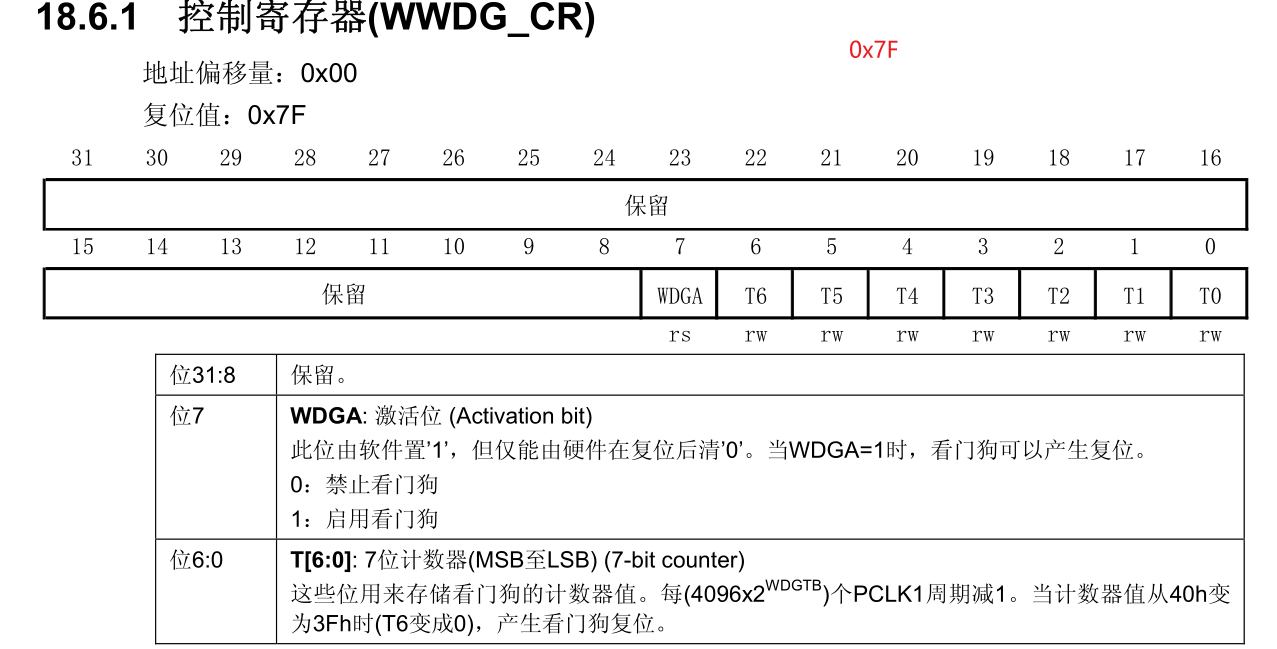 18.6.1 控制寄存器(WWDG_CR)
0x7F
地址偏移量：0x00
复位值：0x7F
31 30 29 28 27 26 25 24 23 22 21 20 19 18 17 16
保留
15 14 13 12 11 10 9 8 7 6 5 4 3 2 1 0
保留 WDGA T6 T5 T4 T3 T2 T1 T0
rs rw rw rw rw rw rw rw
位31:8 保留。
位7 WDGA: 激活位 (Activation bit)
此位由软件置'1'，但仅能由硬件在复位后清'0'。当WDGA=1时，看门狗可以产生复位。
0：禁止看门狗
1：启用看门狗
位6:0 T[6:0]: 7位计数器(MSB至LSB) (7-bit counter)
这些位用来存储看门狗的计数器值。每(4096x2^WDGTB)个PCLK1周期减1。当计数器值从40h变
为3Fh时(T6变成0)，产生看门狗复位。